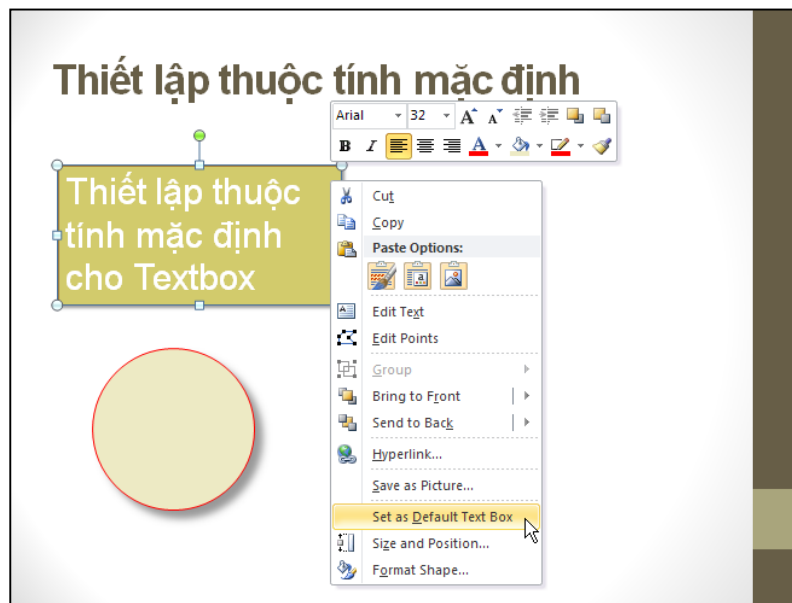 Thiết lập thuộc tính mặc định
Arial 32
Thiết lập thuộc
tính mặc định
cho Textbox
Cut
Copy
Paste Options:
Edit Text
Edit Points
Group
Bring to Front
Send to Back
Hyperlink...
Save as Picture...
Set as Default Text Box
Size and Position...
Format Shape...